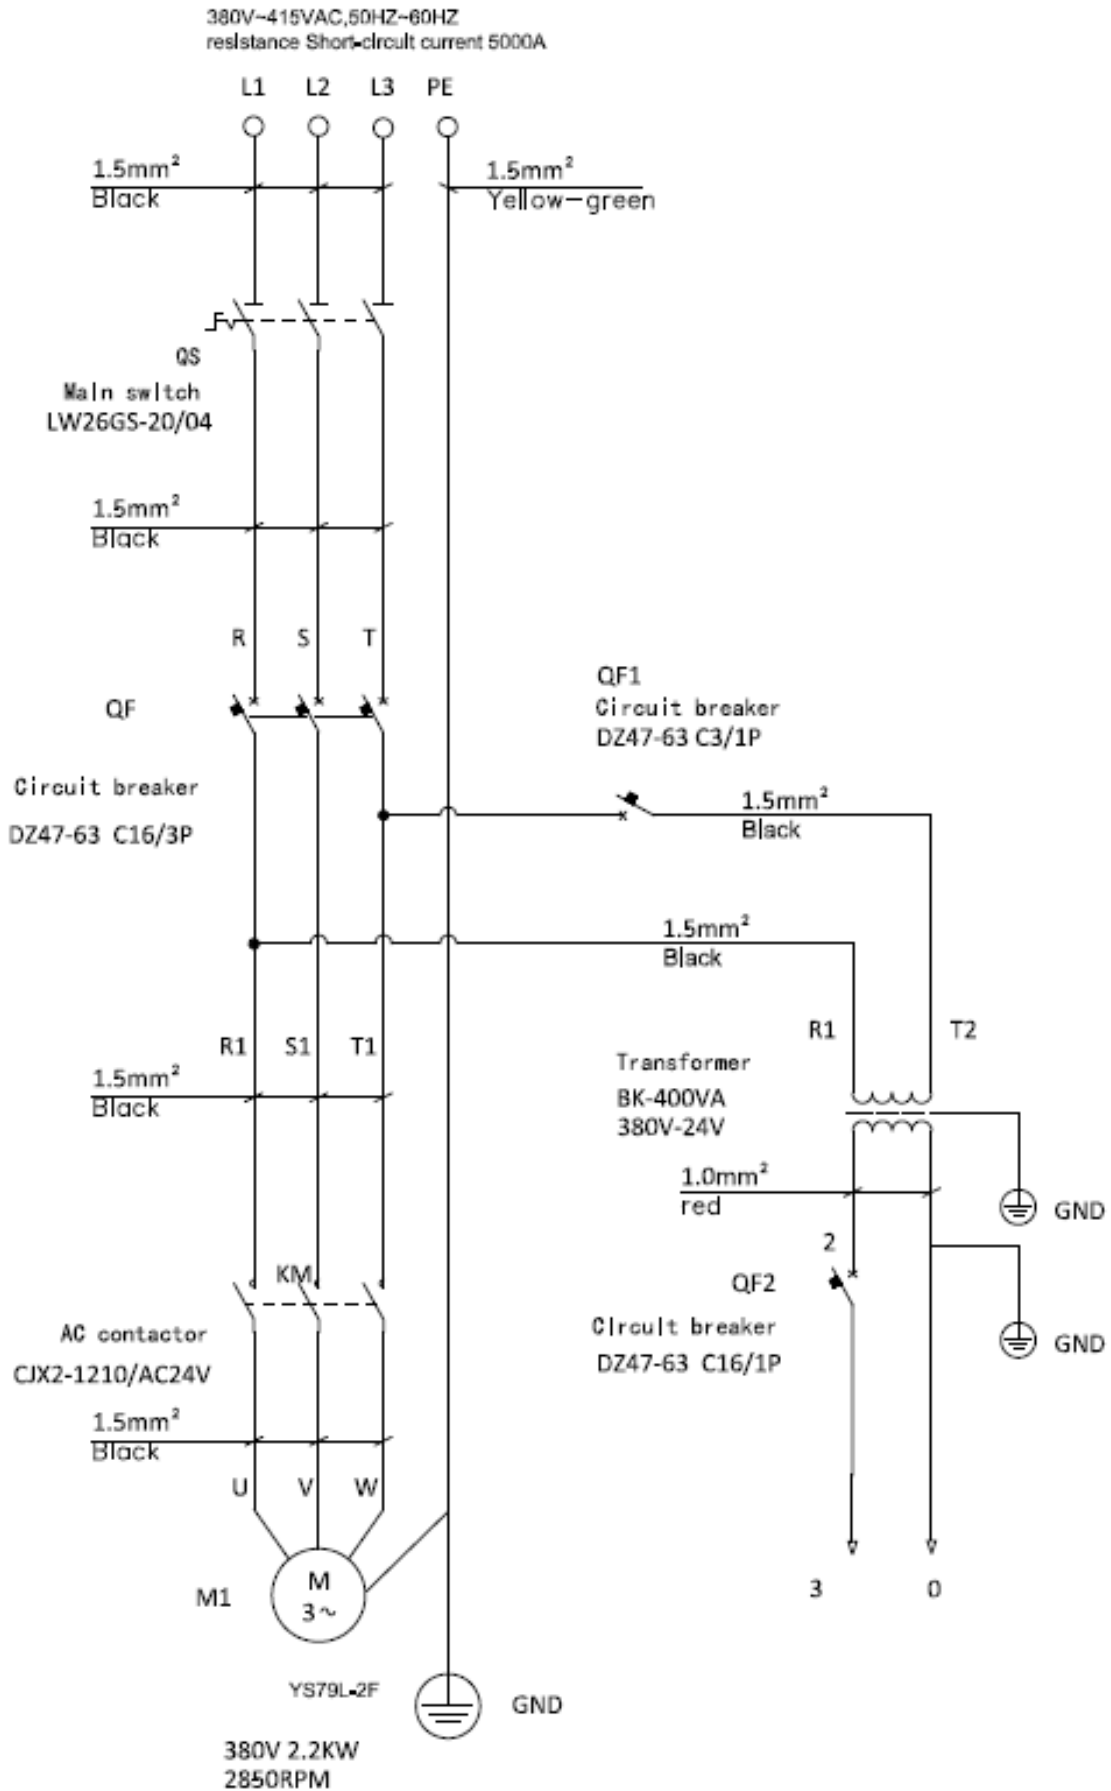 380V~415VAC,50HZ~60HZ
resistance Short-circuit current 5000A
L1 L2 L3 PE
1.5mm²
Black
1.5mm²
Yellow-green
QS
Main switch
LW26GS-20/04
1.5mm²
Black
R S T
QF
Circuit breaker
DZ47-63 C16/3P
QF1
Circuit breaker
DZ47-63 C3/1P
1.5mm²
Black
1.5mm²
Black
R1 S1 T1
1.5mm²
Black
R1 T2
Transformer
BK-400VA
380V-24V
1.0mm²
red
GND
2
QF2
Circuit breaker
DZ47-63 C16/1P
GND
KM
AC contactor
CJX2-1210/AC24V
1.5mm²
Black
U V W
M1
M
3~
3 0
YS79L-2F
GND
380V 2.2KW
2850RPM